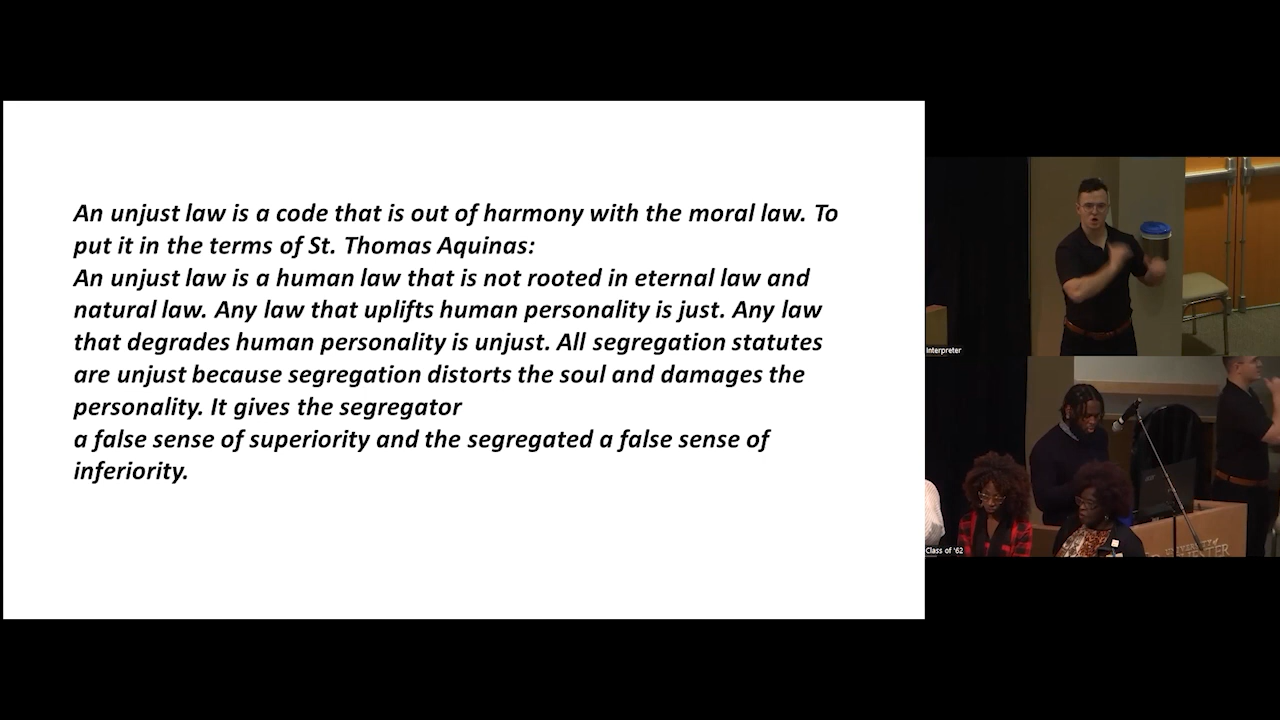 An unjust law is a code that is out of harmony with the moral law. To
put it in the terms of St. Thomas Aquinas:
An unjust law is a human law that is not rooted in eternal law and
natural law. Any law that uplifts human personality is just. Any law
that degrades human personality is unjust. All segregation statutes
are unjust because segregation distorts the soul and damages the
personality. It gives the segregator
a false sense of superiority and the segregated a false sense of
inferiority.
Interpreter
Class of '62
UNIVERSITY of